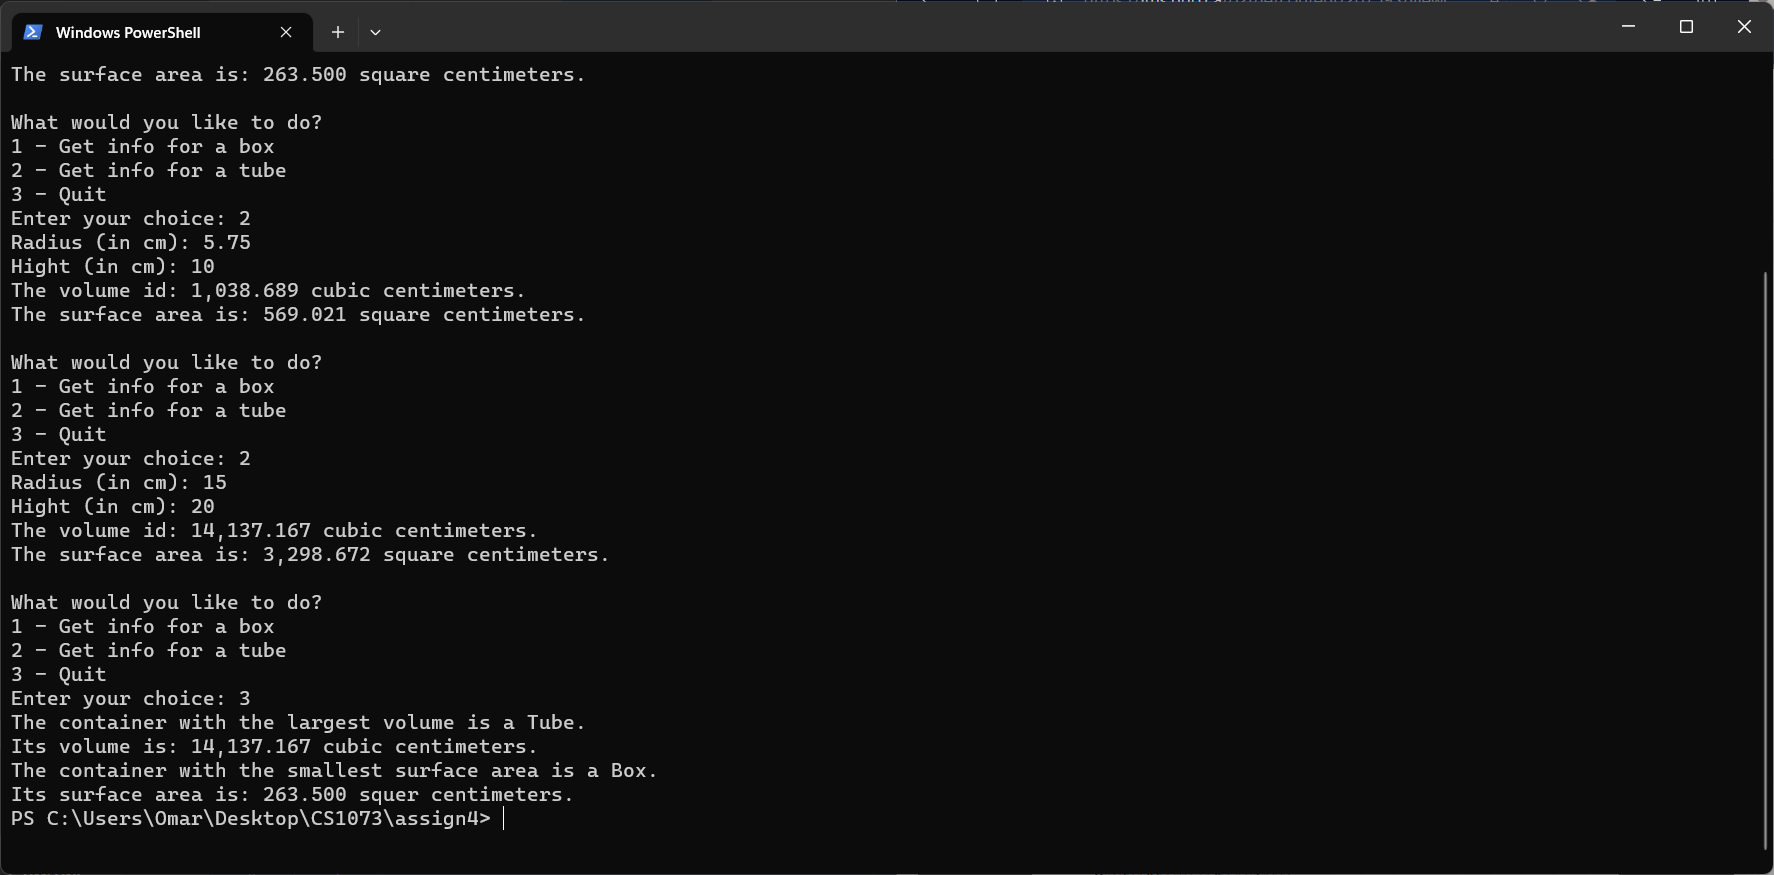 Windows PowerShell
The surface area is: 263.500 square centimeters.
What would you like to do?
1 - Get info for a box
2 - Get info for a tube
3 - Quit
Enter your choice: 2
Radius (in cm): 5.75
Hight (in cm): 10
The volume id: 1,038.689 cubic centimeters.
The surface area is: 569.021 square centimeters.
What would you like to do?
1 - Get info for a box
2 - Get info for a tube
3 - Quit
Enter your choice: 2
Radius (in cm): 15
Hight (in cm): 20
The volume id: 14,137.167 cubic centimeters.
The surface area is: 3,298.672 square centimeters.
What would you like to do?
1 - Get info for a box
2 - Get info for a tube
3 - Quit
Enter your choice: 3
The container with the largest volume is a Tube.
Its volume is: 14,137.167 cubic centimeters.
The container with the smallest surface area is a Box.
Its surface area is: 263.500 squer centimeters.
PS C:\Users\Omar\Desktop\CS1073\assign4>